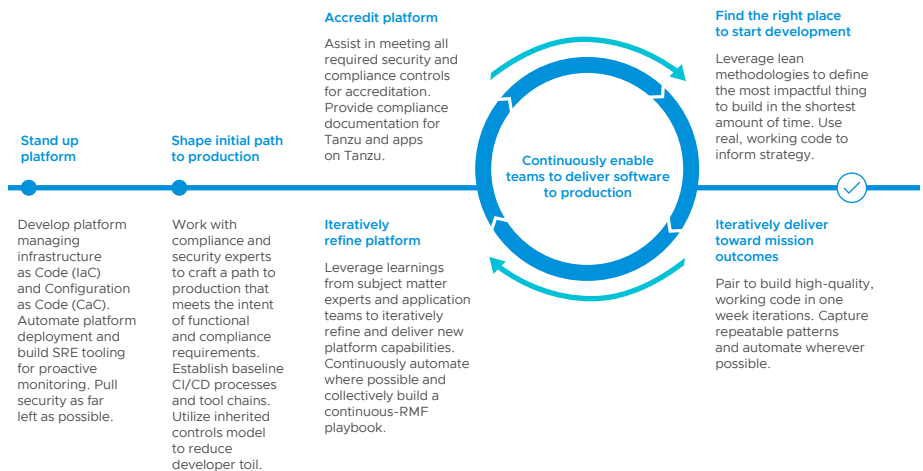 Stand up
platform
Develop platform
managing
infrastructure
as Code (IaC)
and Configuration
as Code (CaC).
Automate platform
deployment and
build SRE tooling
for proactive
monitoring. Pull
security as far
left as possible.
Shape initial path
to production
Work with
compliance and
security experts
to craft a path to
production that
meets the intent
of functional
and compliance
requirements.
Establish baseline
CI/CD processes
and tool chains.
Utilize inherited
controls model
to reduce
developer toil.
Accredit platform
Assist in meeting all
required security and
compliance controls
for accreditation.
Provide compliance
documentation for
Tanzu and apps
on Tanzu.
Iteratively
refine platform
Leverage learnings
from subject matter
experts and application
teams to iteratively
refine and deliver new
platform capabilities.
Continuously automate
where possible and
collectively build a
continuous-RMF
playbook.
Continuously enable
teams to deliver software
to production
Find the right place
to start development
Leverage lean
methodologies to define
the most impactful thing
to build in the shortest
amount of time. Use
real, working code to
inform strategy.
Iteratively deliver
toward mission
outcomes
Pair to build high-quality,
working code in one
week iterations. Capture
repeatable patterns
and automate wherever
possible.